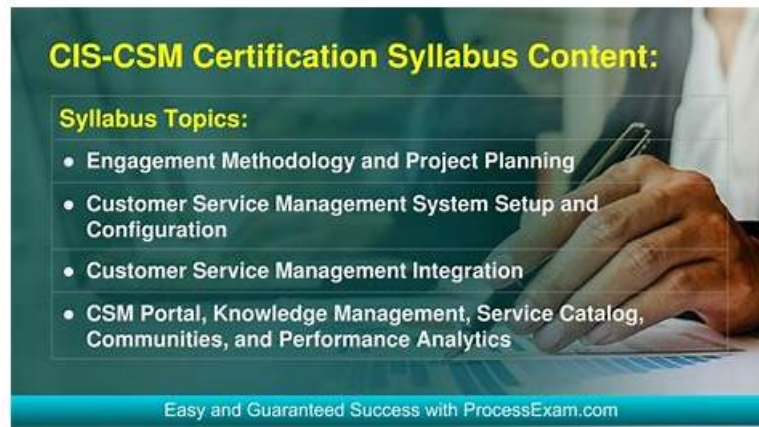 CIS-CSM Certification Syllabus Content:
Syllabus Topics:
● Engagement Methodology and Project Planning
● Customer Service Management System Setup and
Configuration
● Customer Service Management Integration
● CSM Portal, Knowledge Management, Service Catalog,
Communities, and Performance Analytics
Easy and Guaranteed Success with ProcessExam.com